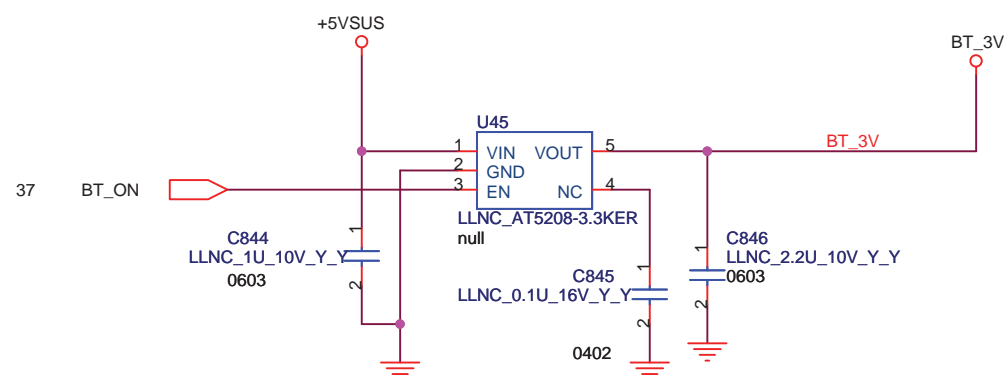 +5VSUS
BT_3V
U45
1 VIN VOUT 5
BT_3V
2 GND
37 BT_ON
3 EN NC 4
LLNC_AT5208-3.3KER
null
1
C844
LLNC_1U_10V_Y_Y
0603
2
1
C846
LLNC_2.2U_10V_Y_Y
0603
2
1
C845
LLNC_0.1U_16V_Y_Y
2
0402